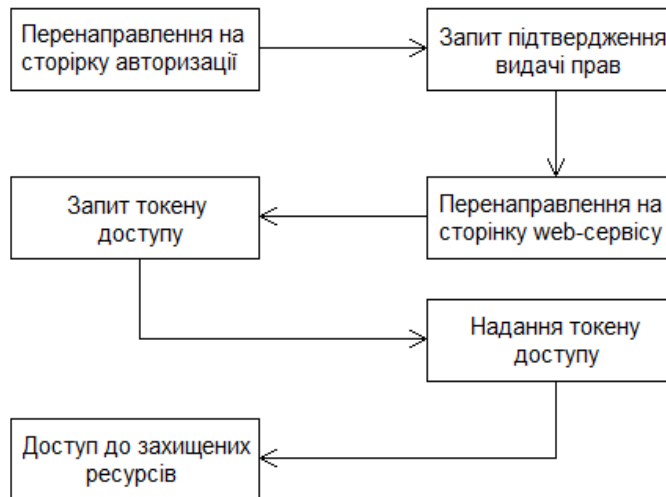 Перенаправлення на
сторірку авторизації
Запит підтвердження
видачі прав
Запит токену
доступу
Перенаправлення на
сторінку web-сервісу
Надання токену
доступу
Доступ до захищених
ресурсів